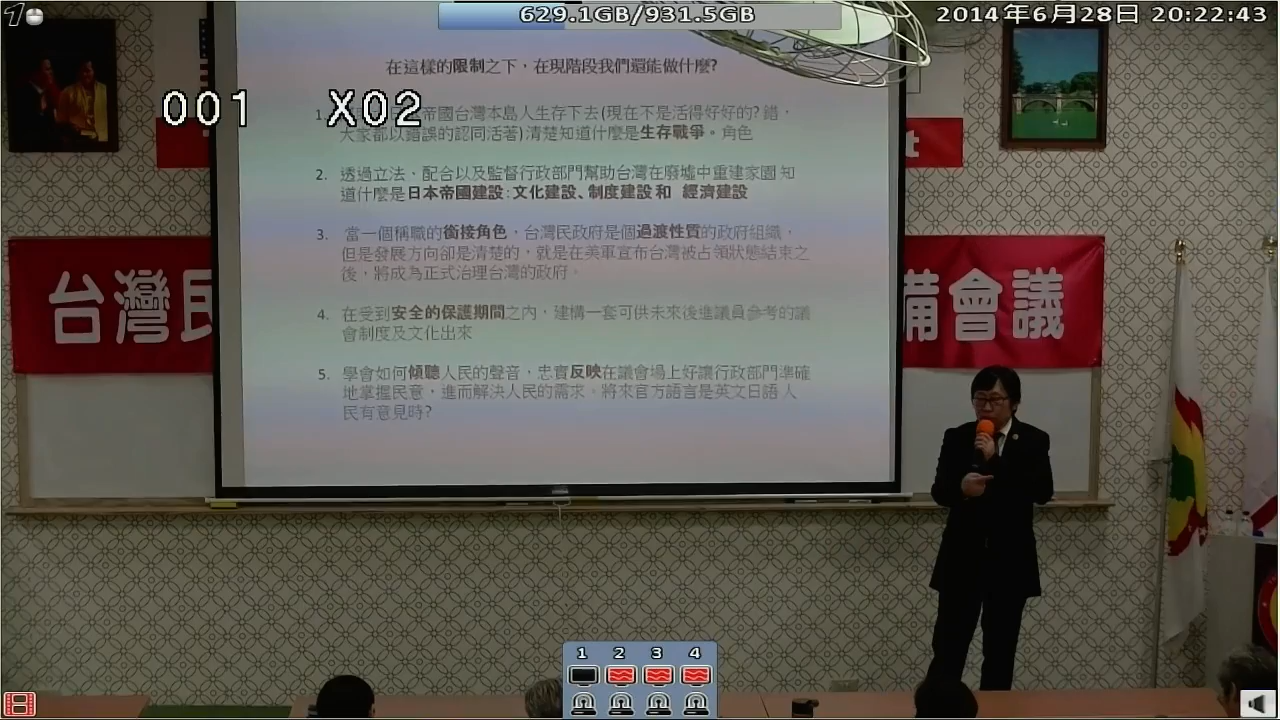 629.1GB/931.5GB
2014年6月28日 20:22:43
001 X02
在這樣的限制之下，在現階段我們還能做什麼?
1
帝國台灣本島人生存下去(現在不是活得好好的? 錯，
大家都以錯誤的認同活著) 清楚知道什麼是生存戰爭。角色
2. 透過立法、配合以及監督行政部門幫助台灣在廢墟中重建家園 知
道什麼是日本帝國建設: 文化建設、制度建設 和 經濟建設
3. 當一個稱職的銜接角色，台灣民政府是個過渡性質的政府組織，
但是發展方向卻是清楚的，就是在美軍宣布台灣被占領狀態結束之
後，將成為正式治理台灣的政府。
4. 在受到安全的保護期間之內，建構一套可供未來後進議員參考的議
會制度及文化出來
5. 學會如何傾聽人民的聲音，忠實反映在議會場上好讓行政部門準確
地掌握民意，進而解決人民的需求。將來官方語言是英文日語 人
民有意見時?
t
台灣民
備會議
1 2 3 4